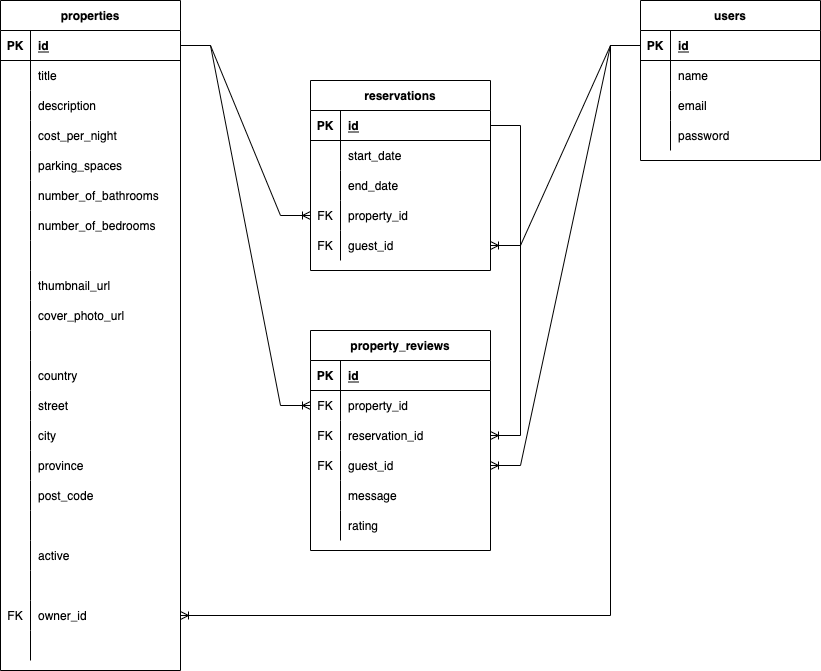 properties
PK id
title
description
cost_per_night
parking_spaces
number_of_bathrooms
number_of_bedrooms
thumbnail_url
cover_photo_url
country
street
city
province
post_code
active
FK owner_id
reservations
PK id
start_date
end_date
FK property_id
FK guest_id
property_reviews
PK id
FK property_id
FK reservation_id
FK guest_id
message
rating
users
PK id
name
email
password